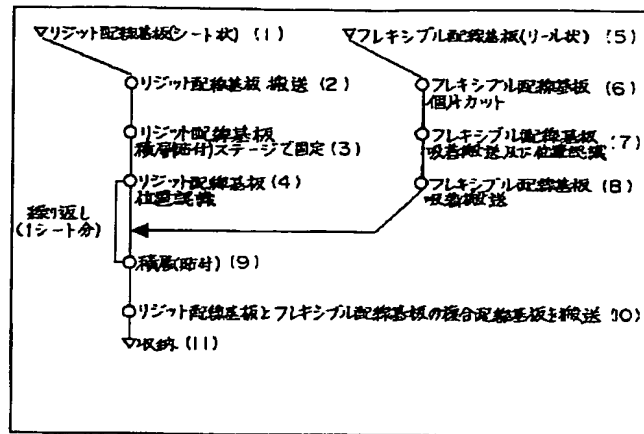 ▽リジット配線基板(シート状) (1)
▽フレキシブル配線基板(リール状) (5)
リジット配線基板 搬送 (2)
フレキシブル配線基板 (6)
個片カット
リジット配線基板
積層(貼付)ステージで固定 (3)
フレキシブル配線基板 (7)
吸着搬送及び位置認識
リジット配線基板 (4)
位置認識
フレキシブル配線基板 (8)
吸着搬送
繰り返し
(1シート分)
積層(貼付) (9)
リジット配線基板とフレキシブル配線基板の複合配線基板を搬送 (10)
▽収納 (11)